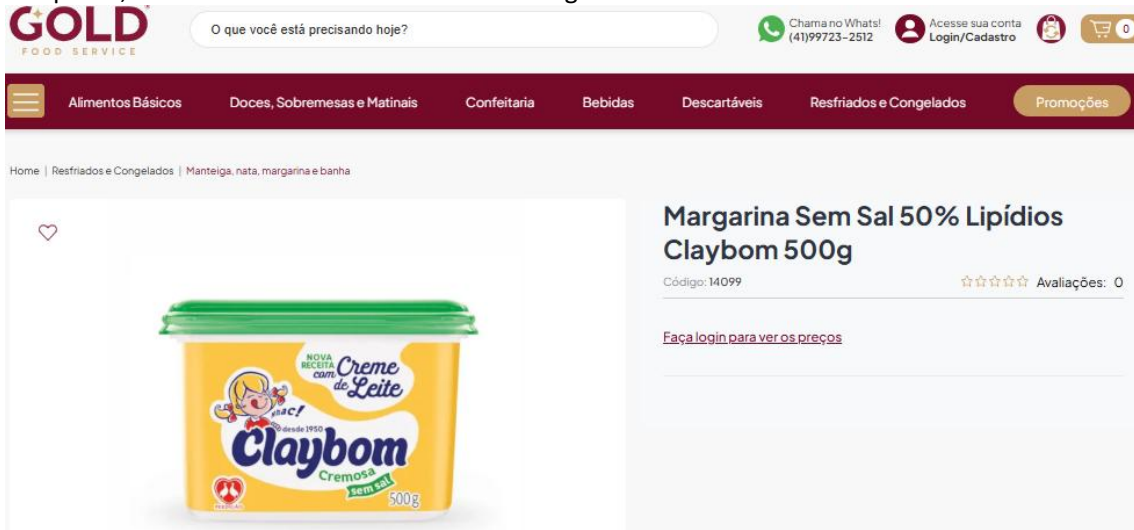 GOLD
FOOD SERVICE
O que você está precisando hoje?
Chama no Whats!
(41)99723-2512
Acesse sua conta
Login/Cadastro
0
Alimentos Básicos
Doces, Sobremesas e Matinais
Confeitaria
Bebidas
Descartáveis
Resfriados e Congelados
Promoções
Home | Resfriados e Congelados | Manteiga, nata, margarina e banha
Margarina Sem Sal 50% Lipídios
Claybom 500g
Código: 14099
Avaliações: 0
Faça login para ver os preços
NOVA
RECEITA
com Creme
de Leite
nhac!
desde 1950
Claybom
Cremosa
sem sal
500g